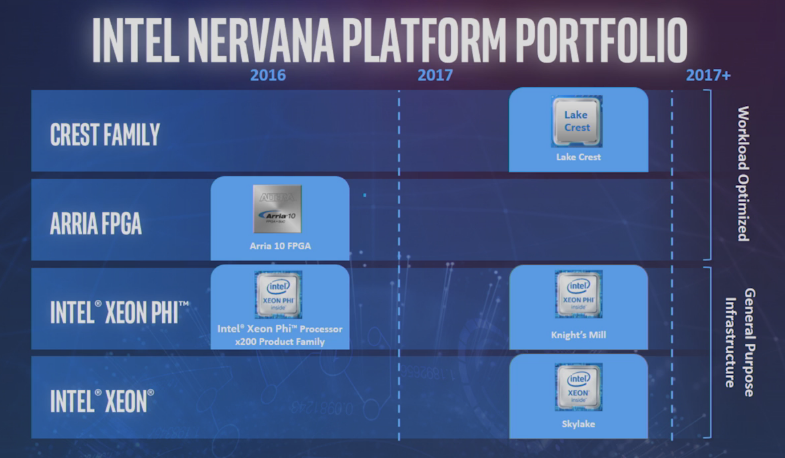 INTEL NERVANA PLATFORM PORTFOLIO
2016
2017
2017+
CREST FAMILY
Lake
Crest
Lake Crest
ARRIA FPGA
Arria 10
Arria 10 FPGA
INTEL® XEON PHI™
intel
XEON PHI
inside
Intel® Xeon Phi™ Processor
x200 Product Family
intel
XEON PHI
inside
Knight's Mill
INTEL® XEON®
intel
XEON
inside
Skylake
Workload Optimized
General Purpose
Infrastructure